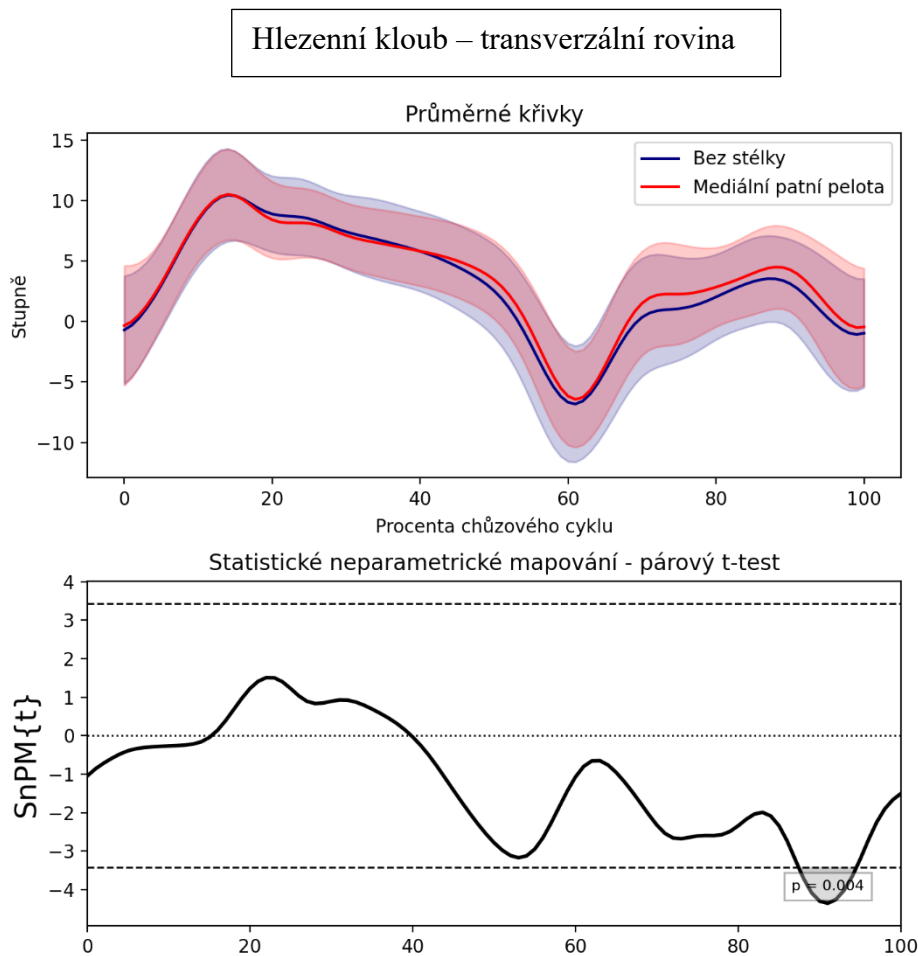 Hlezenní kloub – transverzální rovina
Průměrné křivky
15
10
5
0
−5
−10
Stupně
Bez stélky
Mediální patní pelota
0 20 40 60 80 100
Procenta chůzového cyklu
Statistické neparametrické mapování - párový t-test
4
3
2
1
0
−1
−2
−3
−4
SnPM{t}
p = 0.004
0 20 40 60 80 100